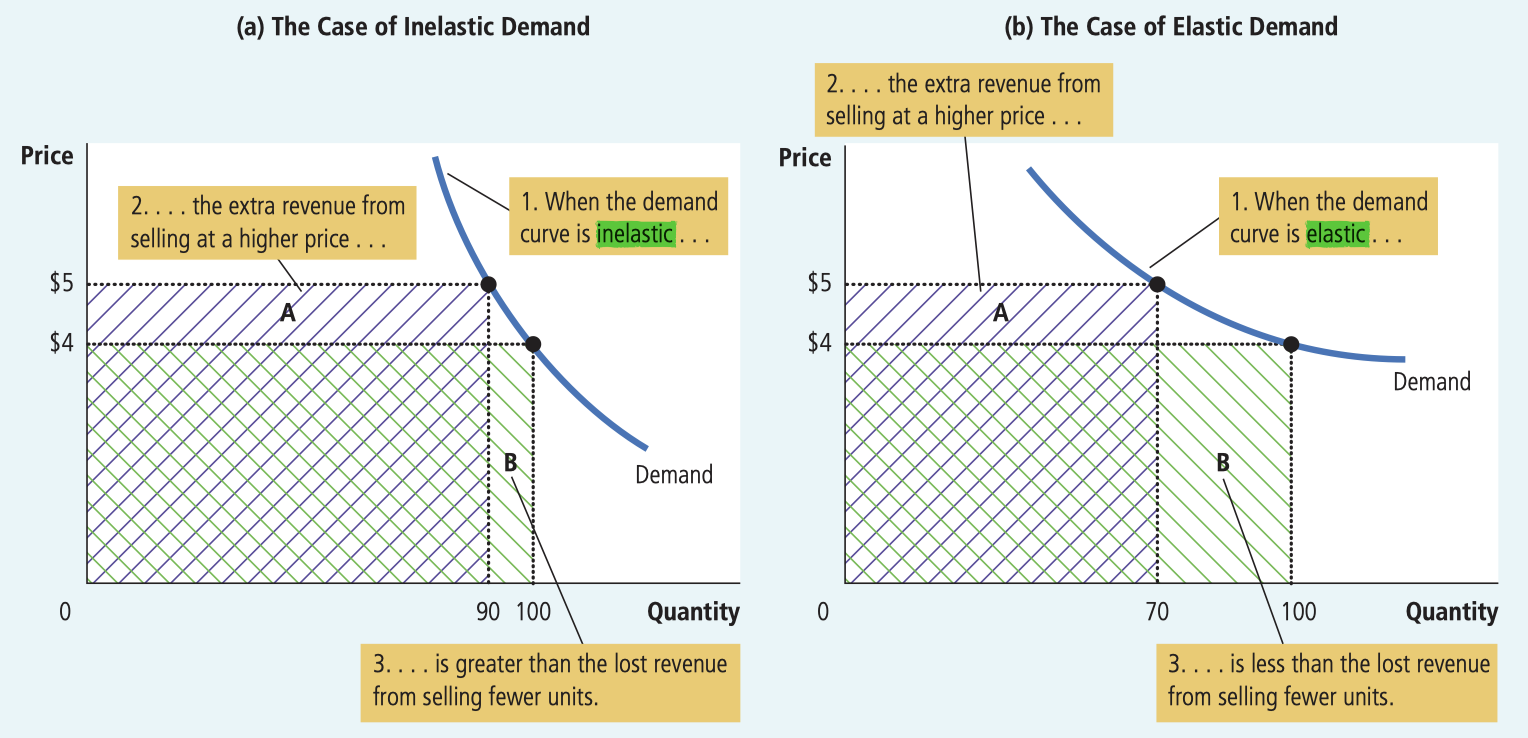 (a) The Case of Inelastic Demand
Price
2. . . . the extra revenue from
selling at a higher price . . .
1. When the demand
curve is inelastic . . .
$5
A
$4
B
Demand
0
90
100
Quantity
3. . . . is greater than the lost revenue
from selling fewer units.
(b) The Case of Elastic Demand
2. . . . the extra revenue from
selling at a higher price . . .
Price
1. When the demand
curve is elastic . . .
$5
A
$4
Demand
B
0
70
100
Quantity
3. . . . is less than the lost revenue
from selling fewer units.